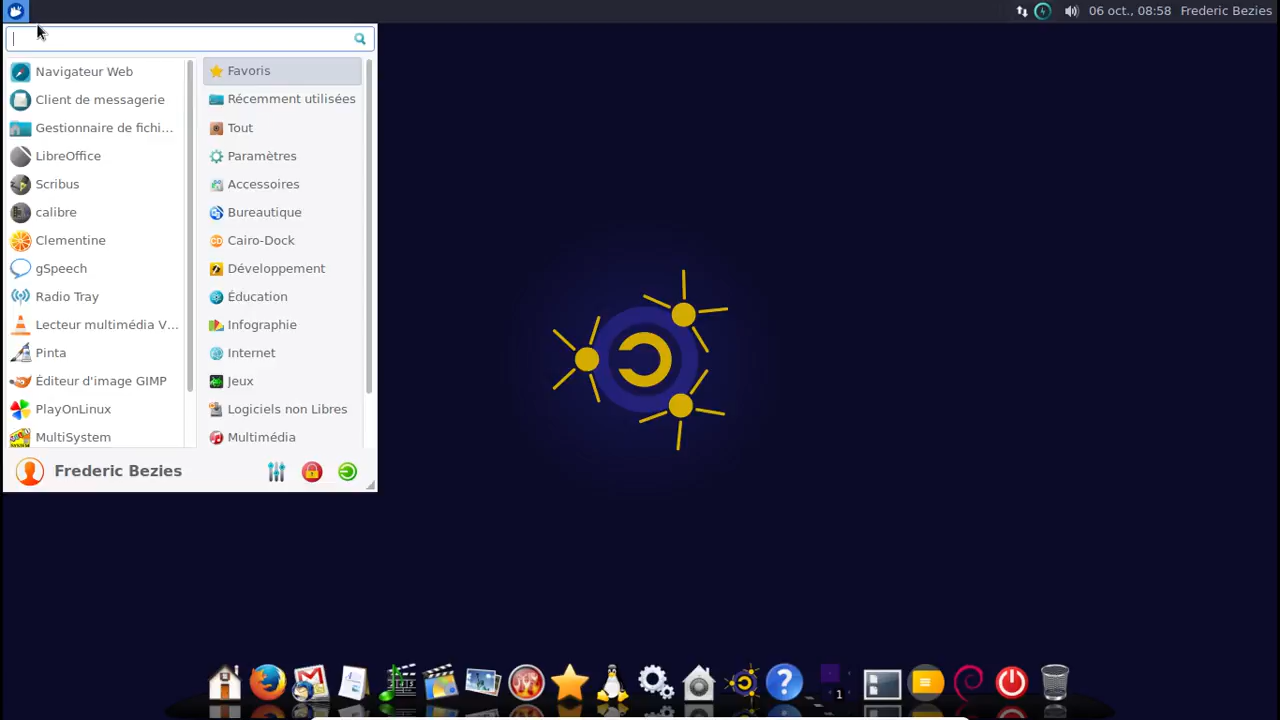 06 oct., 08:58 Frederic Bezies
Navigateur Web
Client de messagerie
Gestionnaire de fichi...
LibreOffice
Scribus
calibre
Clementine
gSpeech
Radio Tray
Lecteur multimédia V...
Pinta
Éditeur d'image GIMP
PlayOnLinux
MultiSystem
Favoris
Récemment utilisées
Tout
Paramètres
Accessoires
Bureautique
Cairo-Dock
Développement
Éducation
Infographie
Internet
Jeux
Logiciels non Libres
Multimédia
Frederic Bezies
1